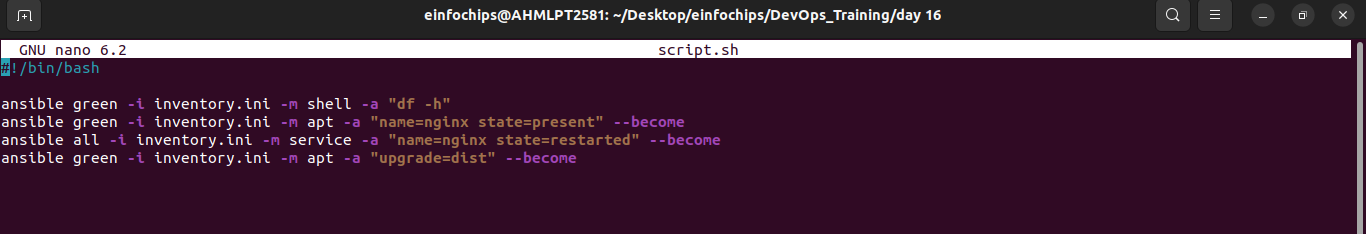 einfochips@AHMLPT2581: ~/Desktop/einfochips/DevOps_Training/day 16
GNU nano 6.2 script.sh
#!/bin/bash
ansible green -i inventory.ini -m shell -a "df -h"
ansible green -i inventory.ini -m apt -a "name=nginx state=present" --become
ansible all -i inventory.ini -m service -a "name=nginx state=restarted" --become
ansible green -i inventory.ini -m apt -a "upgrade=dist" --become